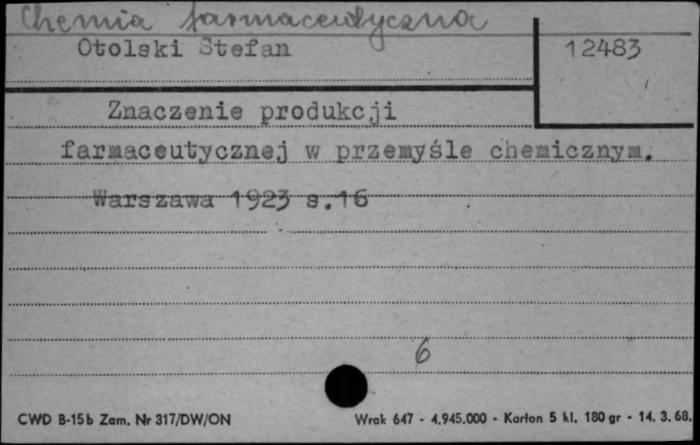 Chemia farmaceutyczna
Otolski Stefan
12483
Znaczenie produkcji
farmaceutycznej w przemyśle chemicznym.
Warszawa 1923 s.16
6
CWD B-15b Zam. Nr 317/DW/ON Wrak 647 - 4.945.000 - Karton 5 kl. 180 gr - 14. 3. 68.